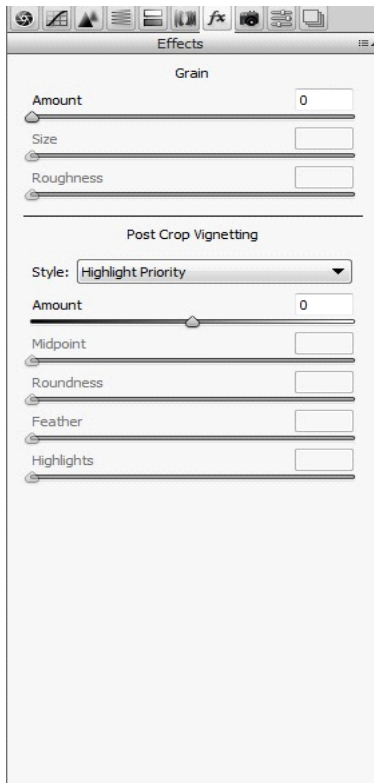 fx
Effects
Grain
Amount 0
Size
Roughness
Post Crop Vignetting
Style: Highlight Priority
Amount 0
Midpoint
Roundness
Feather
Highlights